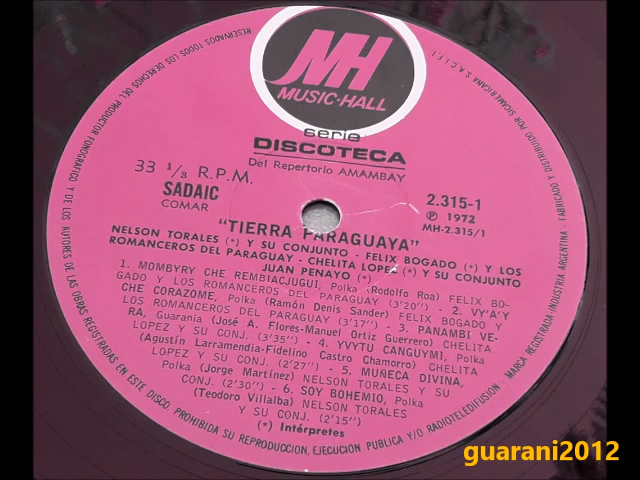 MH
MUSIC-HALL
serie
DISCOTECA
Del Repertorio AMAMBAY
33 1/3 R.P.M.
SADAIC
COMAR
2.315-1
Ⓟ 1972
MH-2.315/1
"TIERRA PARAGUAYA"
NELSON TORALES (*) Y SU CONJUNTO - FELIX BOGADO (*) Y LOS
ROMANCEROS DEL PARAGUAY - CHELITA LOPEZ (*) Y SU CONJUNTO
JUAN PENAYO (*)
1. MOMBYRY CHE REMBIACJUGUI, Polka (Rodolfo Roa) FELIX BO-
GADO Y LOS ROMANCEROS DEL PARAGUAY (3'20") - 2. VY'A'Y
CHE CORAZOME, Polka (Ramón Denis Sander) FELIX BOGADO Y
LOS ROMANCEROS DEL PARAGUAY (3'17") - 3. PANAMBI VE-
RA, Guarania (José A. Flores-Manuel Ortiz Guerrero) CHELITA
LOPEZ Y SU CONJ. (3'35") - 4. YVYTU CANGUYMI, Polka
(Agustín Larramendia-Fidelino Castro Chamorro) CHELITA
LOPEZ Y SU CONJ. (2'27") - 5. MUÑECA DIVINA,
Polka (Jorge Martínez) NELSON TORALES Y SU
CONJ. (2'30") - 6. SOY BOHEMIO, Polka
(Teodoro Villalba) NELSON TORALES
Y SU CONJ. (2'15")
(*) Intérpretes
RESERVADOS TODOS LOS DERECHOS DEL PRODUCTOR FONOGRAFICO Y DE LOS AUTORES DE LAS OBRAS REGISTRADAS EN ESTE DISCO. PROHIBIDA SU REPRODUCCION, EJECUCION PUBLICA Y/O RADIOTELEDIFUSION - MARCA REGISTRADA-INDUSTRIA ARGENTINA - FABRICADO Y DISTRIBUIDO POR SICAMERICANA S.A.C.I.F.I.
guarani2012